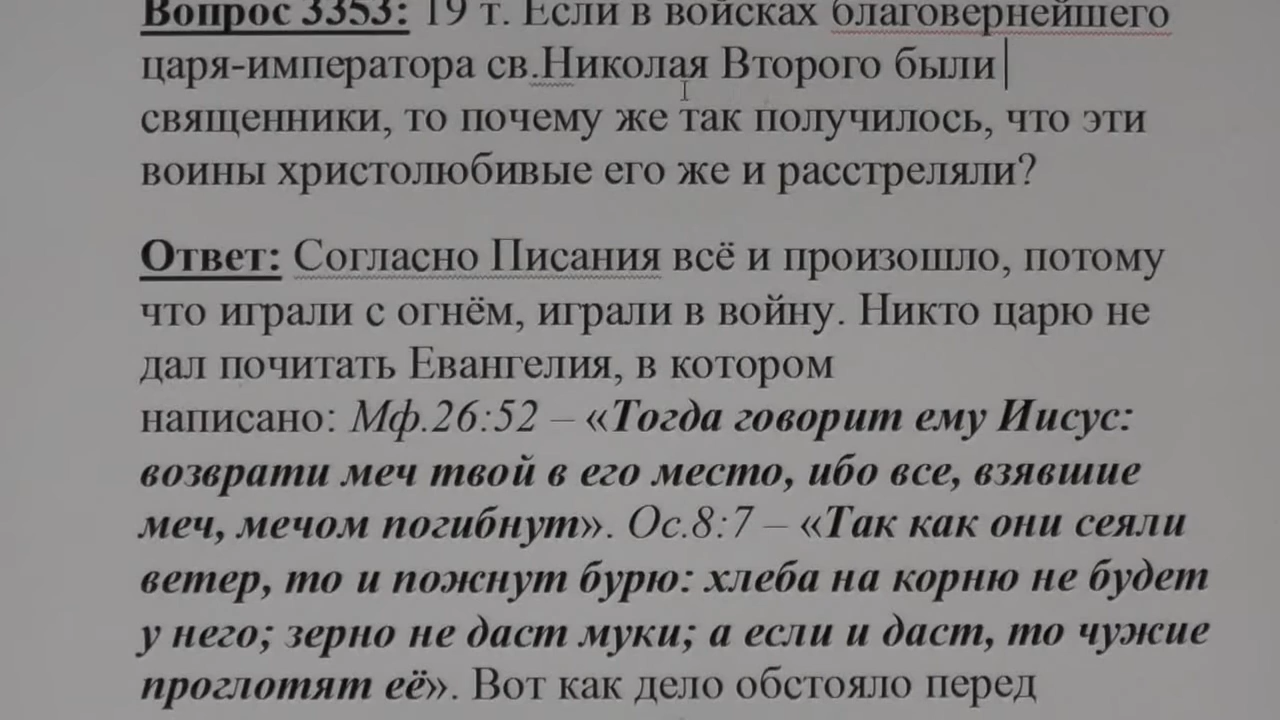 Вопрос 3353: 19 т. Если в войсках благовернейшего
царя-императора св.Николая Второго были
священники, то почему же так получилось, что эти
воины христолюбивые его же и расстреляли?
Ответ: Согласно Писания всё и произошло, потому
что играли с огнём, играли в войну. Никто царю не
дал почитать Евангелия, в котором
написано: Мф.26:52 – «Тогда говорит ему Иисус:
возврати меч твой в его место, ибо все, взявшие
меч, мечом погибнут». Ос.8:7 – «Так как они сеяли
ветер, то и пожнут бурю: хлеба на корню не будет
у него; зерно не даст муки; а если и даст, то чужие
проглотят её». Вот как дело обстояло перед